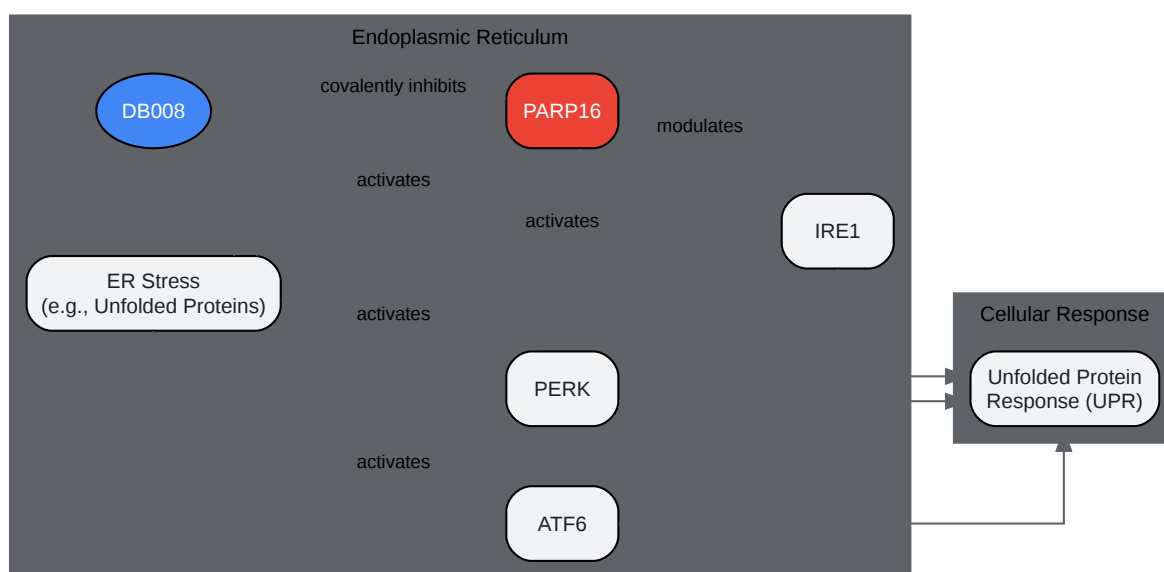 Endoplasmic Reticulum
covalently inhibits
DB008
PARP16
modulates
activates
activates
IRE1
ER Stress
(e.g., Unfolded Proteins)
activates
Cellular Response
PERK
Unfolded Protein
Response (UPR)
activates
ATF6